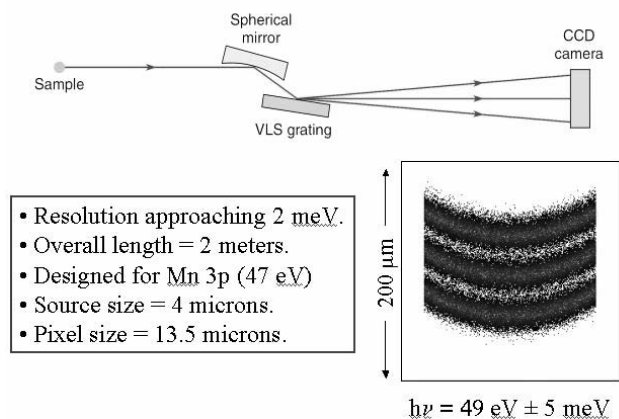 Spherical
mirror
CCD
camera
Sample
VLS grating
• Resolution approaching 2 meV.
• Overall length = 2 meters.
• Designed for Mn 3p (47 eV)
• Source size = 4 microns.
• Pixel size = 13.5 microns.
200 μm
hν = 49 eV ± 5 meV